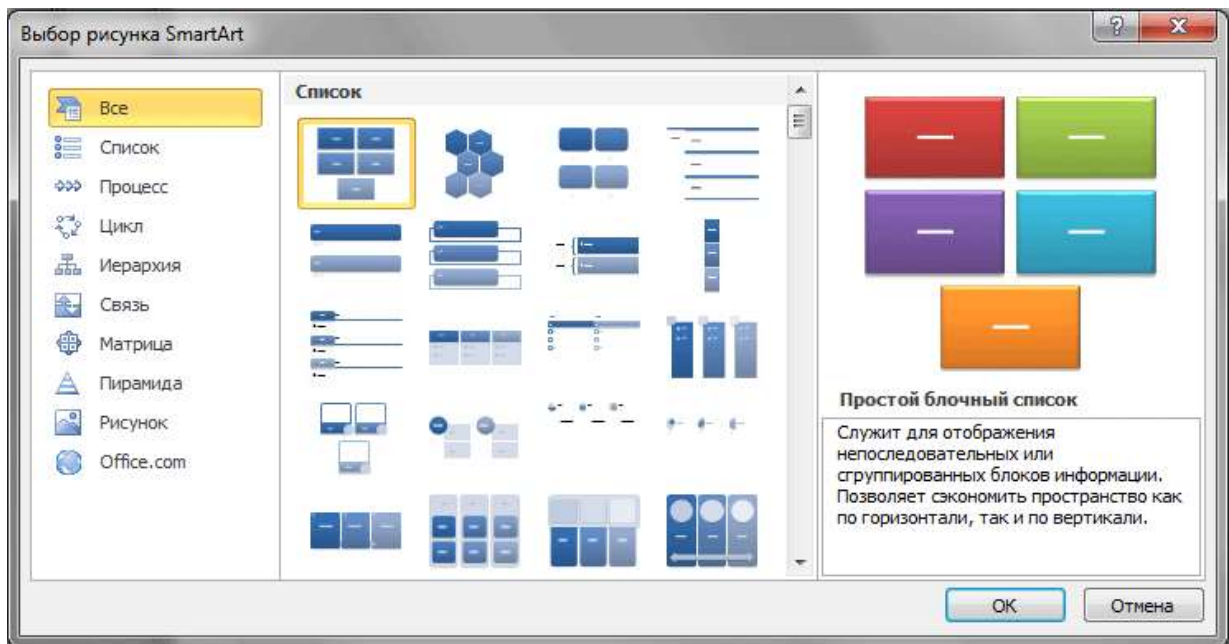 Выбор рисунка SmartArt
Все
Список
Процесс
Цикл
Иерархия
Связь
Матрица
Пирамида
Рисунок
Office.com
Список
Простой блочный список
Служит для отображения
непоследовательных или
сгруппированных блоков информации.
Позволяет сэкономить пространство как
по горизонтали, так и по вертикали.
ОК
Отмена